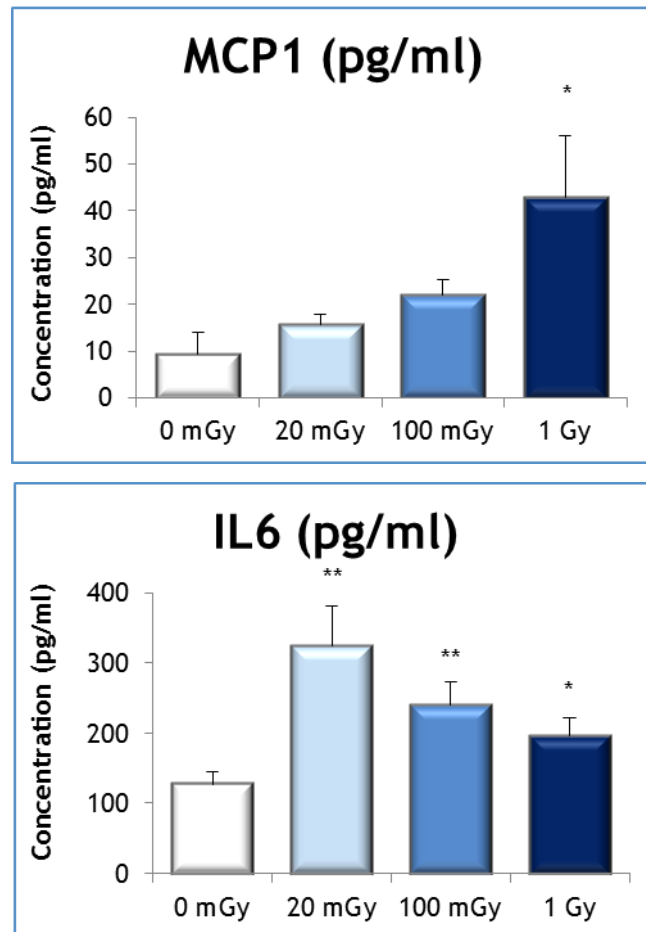 MCP1 (pg/ml)
*
Concentration (pg/ml)
60
50
40
30
20
10
0
0 mGy 20 mGy 100 mGy 1 Gy
IL6 (pg/ml)
**
**
*
Concentration (pg/ml)
400
300
200
100
0
0 mGy 20 mGy 100 mGy 1 Gy